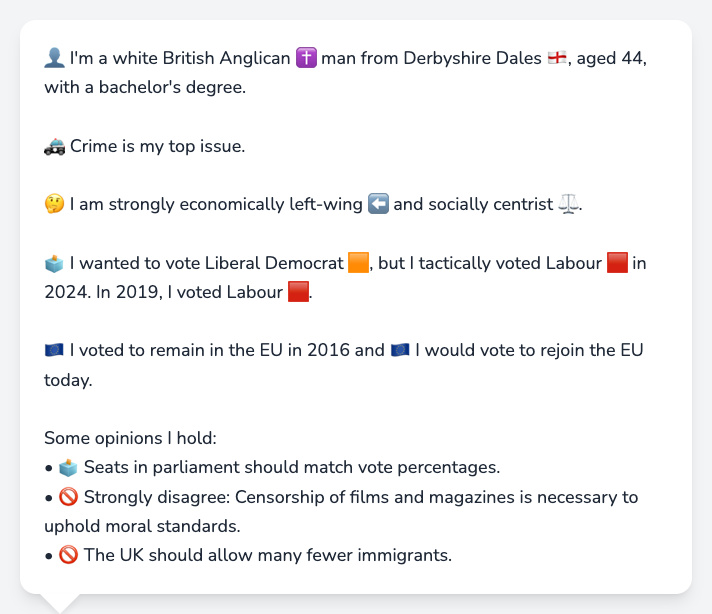 👤 I'm a white British Anglican ✝️ man from Derbyshire Dales 🏴󠁧󠁢󠁥󠁮󠁧󠁿, aged 44,
with a bachelor's degree.
🚓 Crime is my top issue.
🤔 I am strongly economically left-wing ⬅️ and socially centrist ⚖️.
🗳️ I wanted to vote Liberal Democrat 🟧, but I tactically voted Labour 🟥 in
2024. In 2019, I voted Labour 🟥.
🇪🇺 I voted to remain in the EU in 2016 and 🇪🇺 I would vote to rejoin the EU
today.
Some opinions I hold:
• 🗳️ Seats in parliament should match vote percentages.
• 🚫 Strongly disagree: Censorship of films and magazines is necessary to
uphold moral standards.
• 🚫 The UK should allow many fewer immigrants.